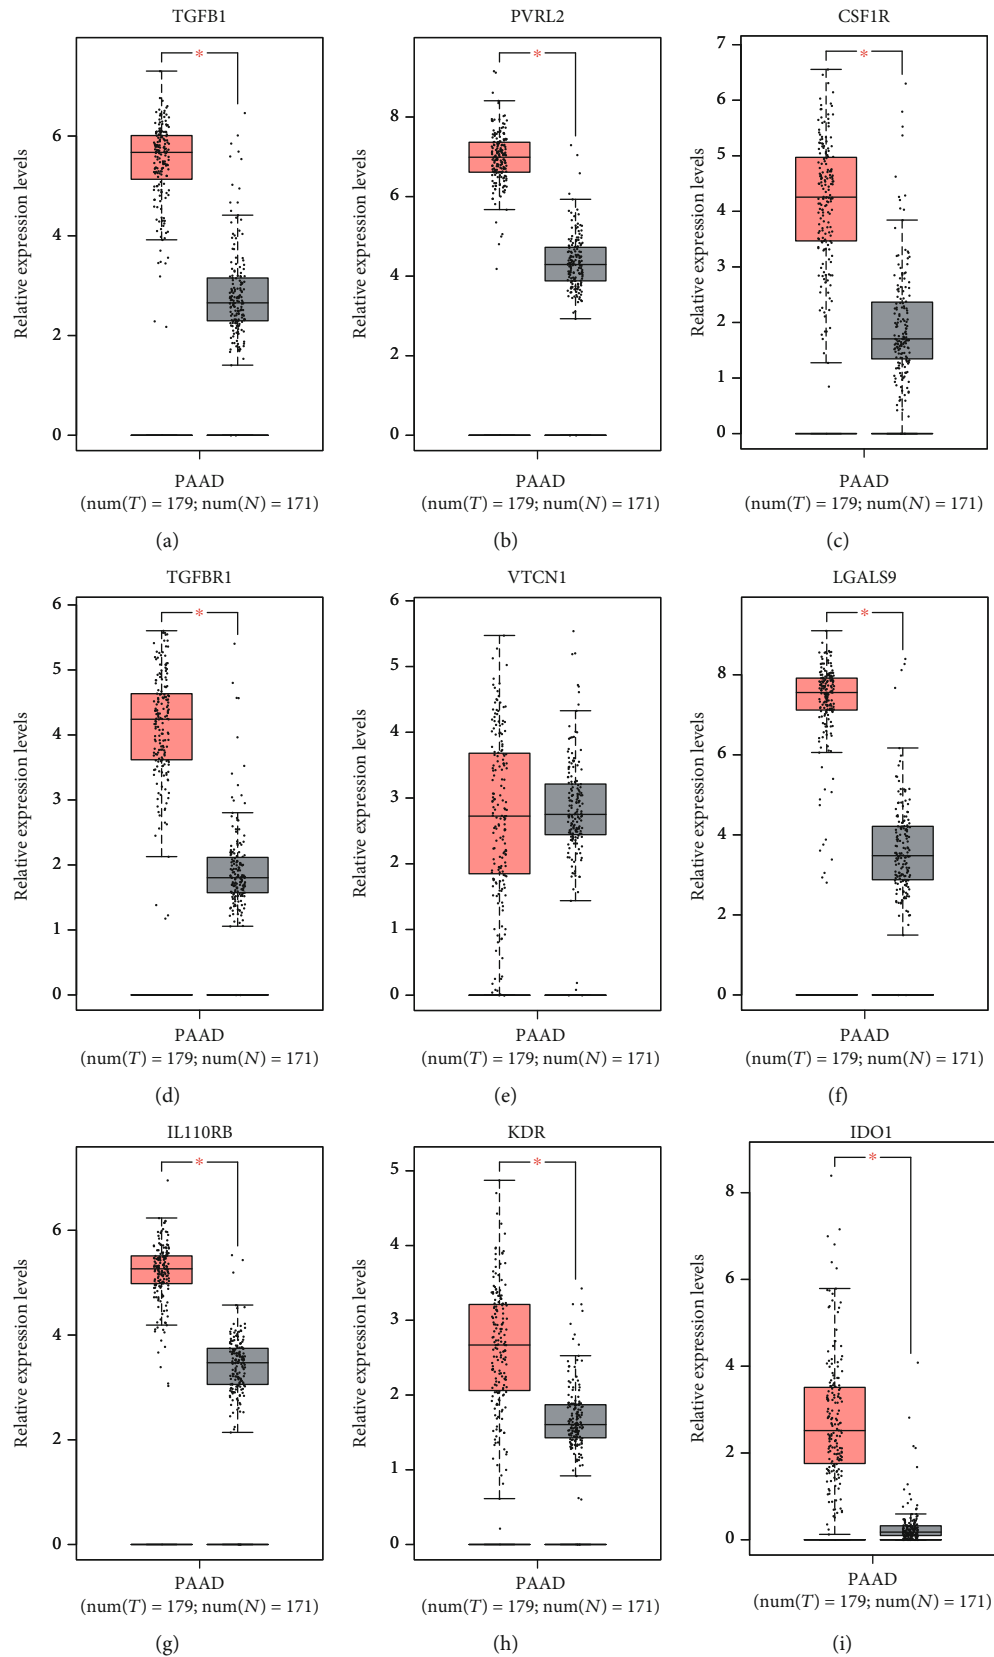 TGFB1
PVRL2
CSF1R
Relative expression levels
6
4
2
0
*
PAAD
(num(T) = 179; num(N) = 171)
(a)
Relative expression levels
8
6
4
2
0
*
PAAD
(num(T) = 179; num(N) = 171)
(b)
Relative expression levels
7
6
5
4
3
2
1
0
*
PAAD
(num(T) = 179; num(N) = 171)
(c)
TGFBR1
VTCN1
LGALS9
Relative expression levels
6
5
4
3
2
1
0
*
PAAD
(num(T) = 179; num(N) = 171)
(d)
Relative expression levels
6
5
4
3
2
1
0
PAAD
(num(T) = 179; num(N) = 171)
(e)
Relative expression levels
8
6
4
2
0
*
PAAD
(num(T) = 179; num(N) = 171)
(f)
IL110RB
KDR
IDO1
Relative expression levels
6
4
2
0
*
PAAD
(num(T) = 179; num(N) = 171)
(g)
Relative expression levels
5
4
3
2
1
0
*
PAAD
(num(T) = 179; num(N) = 171)
(h)
Relative expression levels
8
6
4
2
0
*
PAAD
(num(T) = 179; num(N) = 171)
(i)